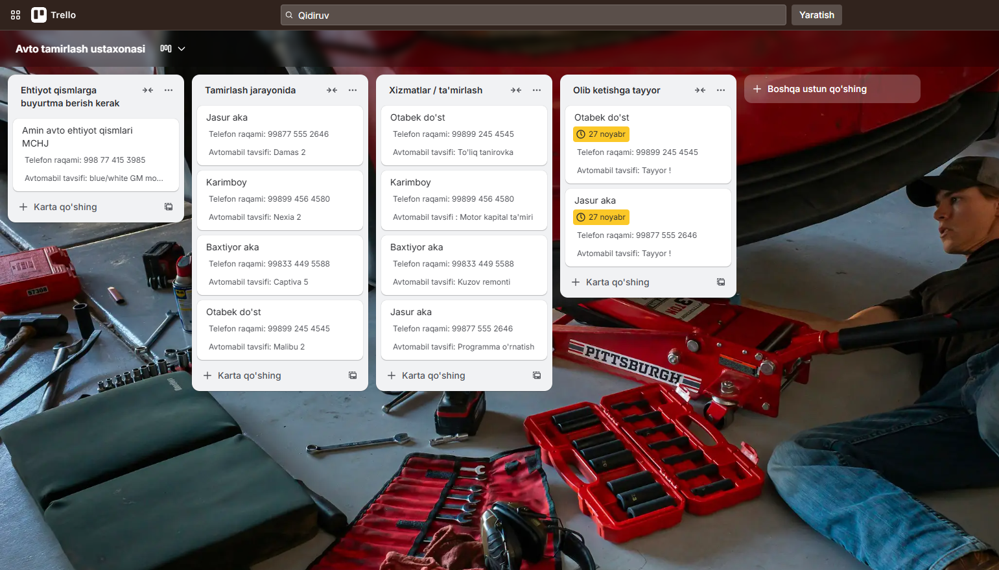 Trello
Qidiruv
Yaratish
Avto tamirlash ustaxonasi
Ehtiyot qismlarga
buyurtma berish kerak
Amin avto ehtiyot qismlari
MCHJ
Telefon raqami: 998 77 415 3985
Avtomabil tavsifi: blue/white GM mo...
Karta qo'shing
Tamirlash jarayonida
Jasur aka
Telefon raqami: 99877 555 2646
Avtomabil tavsifi: Damas 2
Karimboy
Telefon raqami: 99899 456 4580
Avtomabil tavsifi: Nexia 2
Baxtiyor aka
Telefon raqami: 99833 449 5588
Avtomabil tavsifi: Captiva 5
Otabek do'st
Telefon raqami: 99899 245 4545
Avtomabil tavsifi: Malibu 2
Karta qo'shing
Xizmatlar / ta'mirlash
Otabek do'st
Telefon raqami: 99899 245 4545
Avtomabil tavsifi: To'liq tanirovka
Karimboy
Telefon raqami: 99899 456 4580
Avtomabil tavsifi : Motor kapital ta'miri
Baxtiyor aka
Telefon raqami: 99833 449 5588
Avtomabil tavsifi: Kuzov remonti
Jasur aka
Telefon raqami: 99877 555 2646
Avtomabil tavsifi: Programma o'rnatish
Karta qo'shing
Olib ketishga tayyor
Otabek do'st
27 noyabr
Telefon raqami: 99899 245 4545
Avtomabil tavsifi: Tayyor !
Jasur aka
27 noyabr
Telefon raqami: 99877 555 2646
Avtomabil tavsifi: Tayyor !
Karta qo'shing
Boshqa ustun qo'shing
57308
3 TON
PITTSBURGH